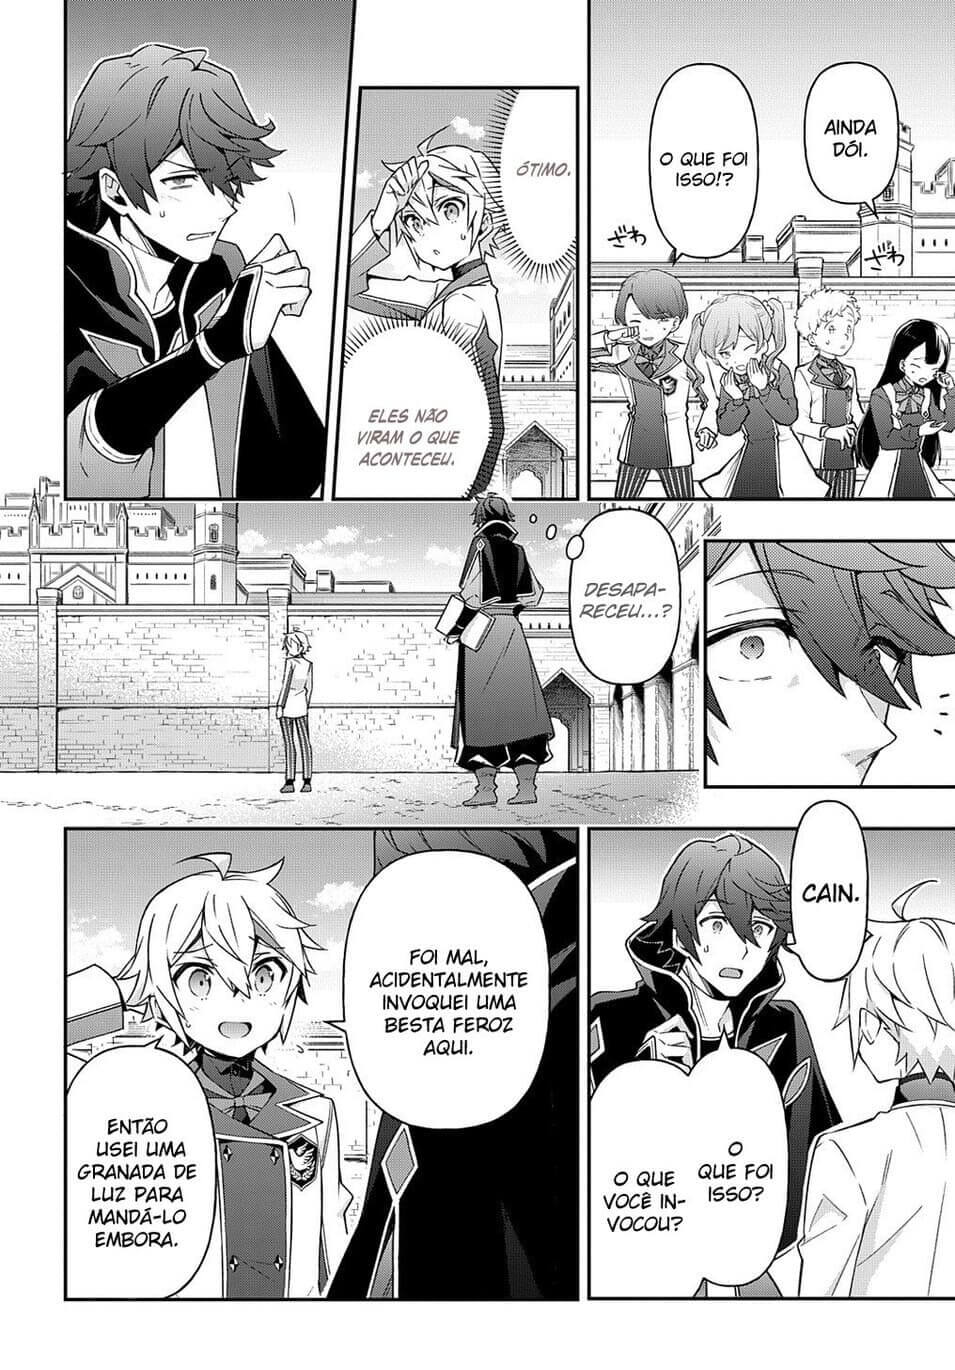 AINDA
DÓI.
O QUE FOI
ISSO!?
ざわ
ざわ
ÓTIMO.
ELES NÃO
VIRAM O QUE
ACONTECEU.
DESAPA-
RECEU...?
CAIN.
O
QUE FOI
ISSO?
O QUE
VOCÊ IN-
VOCOU?
FOI MAL,
ACIDENTALMENTE
INVOQUEI UMA
BESTA FEROZ
AQUI.
ENTÃO
USEI UMA
GRANADA DE
LUZ PARA
MANDÁ-LO
EMBORA.